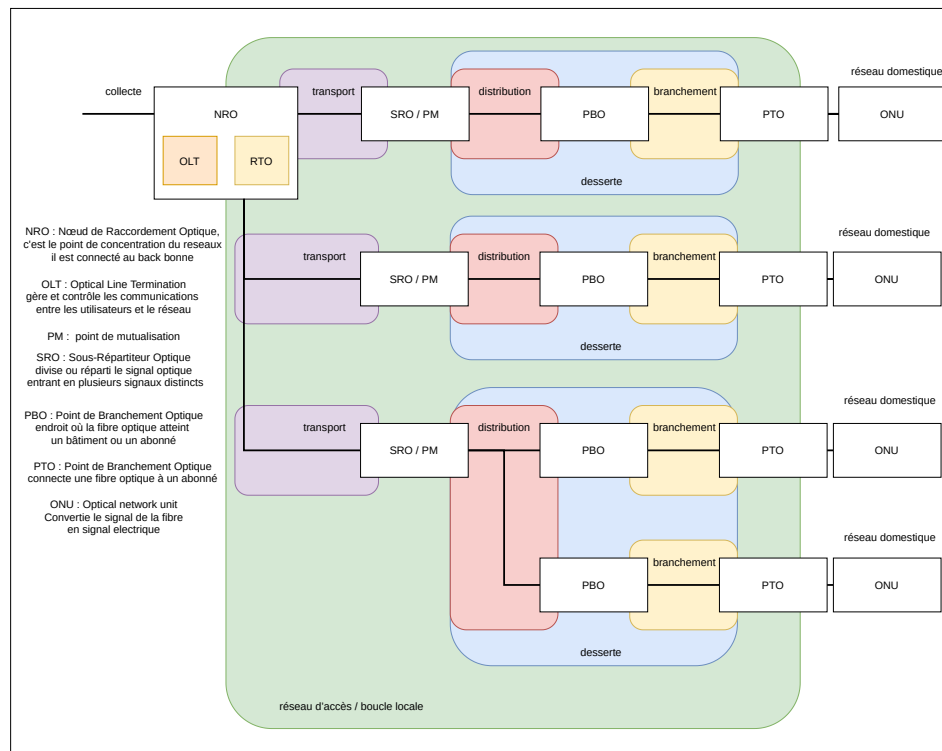 réseau domestique
collecte
transport
distribution
branchement
NRO
SRO / PM
PBO
PTO
ONU
OLT
RTO
desserte
NRO : Nœud de Raccordement Optique,
c'est le point de concentration du reseaux
il est connecté au back bonne
réseau domestique
transport
distribution
branchement
SRO / PM
PBO
PTO
ONU
OLT : Optical Line Termination
gère et contrôle les communications
entre les utilisateurs et le réseau
PM :  point de mutualisation
desserte
SRO : Sous-Répartiteur Optique
divise ou réparti le signal optique
entrant en plusieurs signaux distincts
réseau domestique
PBO : Point de Branchement Optique
endroit où la fibre optique atteint
un bâtiment ou un abonné
transport
distribution
branchement
SRO / PM
PBO
PTO
ONU
PTO : Point de Branchement Optique
connecte une fibre optique à un abonné
ONU : Optical network unit
Convertie le signal de la fibre
en signal electrique
réseau domestique
branchement
PBO
PTO
ONU
desserte
réseau d'accès / boucle locale